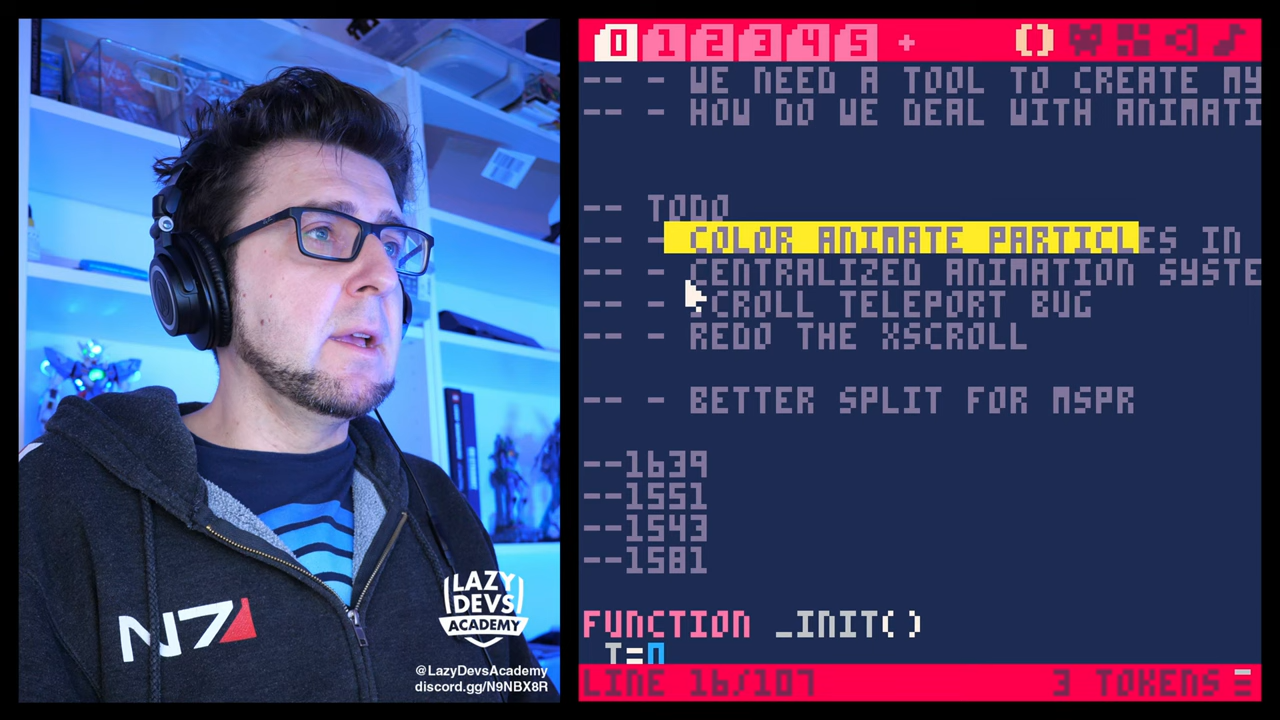 0 1 2 3 4 5 +
-- - WE NEED A TOOL TO CREATE MY
-- - HOW DO WE DEAL WITH ANIMATI
-- TODO
-- - COLOR ANIMATE PARTICLES IN
-- - CENTRALIZED ANIMATION SYSTE
-- - SCROLL TELEPORT BUG
-- - REDO THE XSCROLL
-- - BETTER SPLIT FOR MSPR
--1639
--1551
--1543
--1581
FUNCTION _INIT()
T=0
LINE 16/107 3 TOKENS
N7
LAZY
DEVS
ACADEMY
@LazyDevsAcademy
discord.gg/N9NBX8R